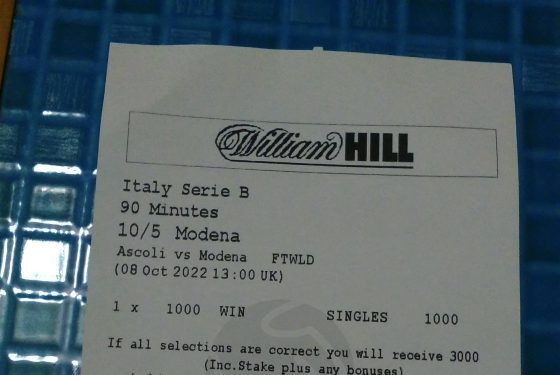 William HILL
Italy Serie B
90 Minutes
10/5 Modena
Ascoli vs Modena FTWLD
(08 Oct 2022 13:00 UK)
1 x 1000 WIN SINGLES 1000
If all selections are correct you will receive 3000
(Inc.Stake plus any bonuses)